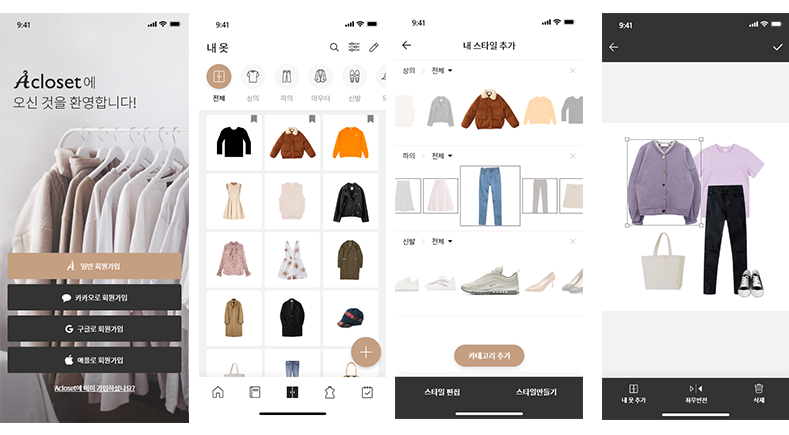 9:41
Acloset에
오신 것을 환영합니다!
일반 회원가입
카카오로 회원가입
구글로 회원가입
애플로 회원가입
Acloset에 이미 가입하셨나요?
9:41
내 옷
전체 상의 하의 아우터 신발
9:41
내 스타일 추가
상의 전체
하의 전체
신발 전체
카테고리 추가
스타일 편집 스타일만들기
9:41
내 옷 추가 좌우반전 삭제